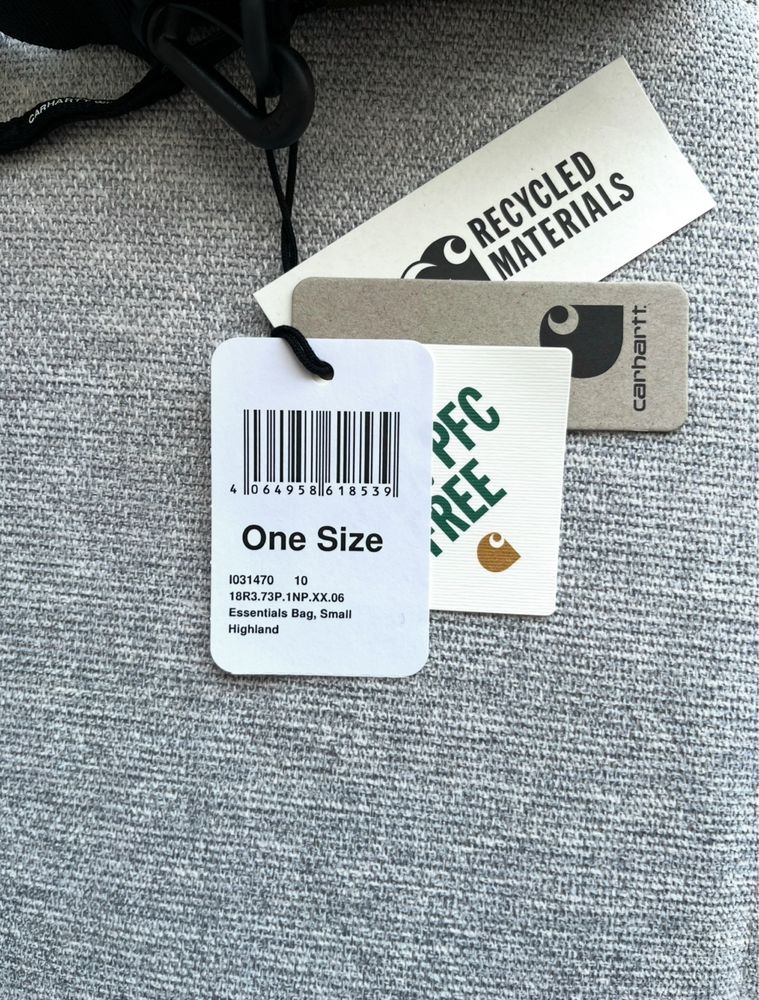 CARHARTT
RECYCLED
MATERIALS
carhartt.
PFC
FREE
4 064958 618539
One Size
I031470 10
18R3.73P.1NP.XX.06
Essentials Bag, Small
Highland